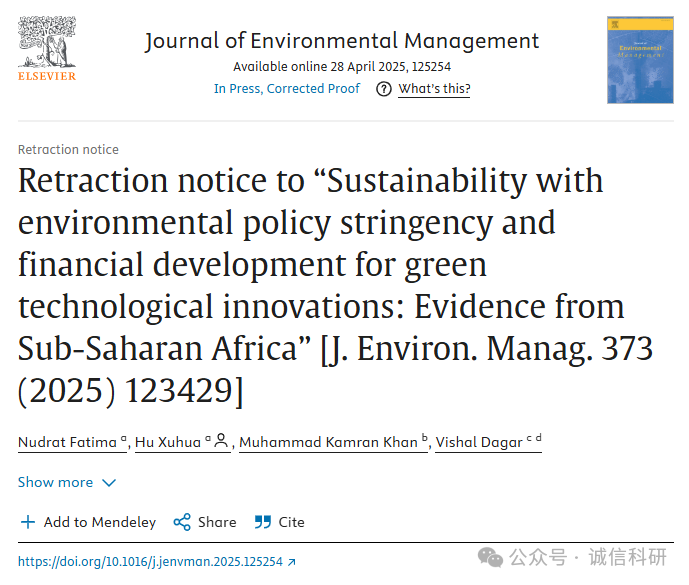 ELSEVIER
Journal of Environmental Management
Available online 28 April 2025, 125254
In Press, Corrected Proof
What's this?
Environmental
Management
Retraction notice
Retraction notice to “Sustainability with
environmental policy stringency and
financial development for green
technological innovations: Evidence from
Sub-Saharan Africa” [J. Environ. Manag. 373
(2025) 123429]
Nudrat Fatima a, Hu Xuhua a, Muhammad Kamran Khan b, Vishal Dagar c d
Show more
Add to Mendeley Share Cite
https://doi.org/10.1016/j.jenvman.2025.125254
公众号 · 诚信科研